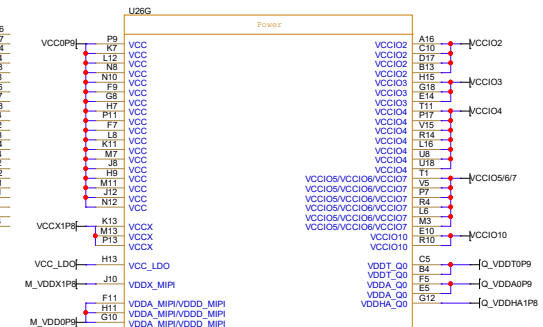 U26G
Power
VCC0P9
P9 VCC
K7 VCC
L12 VCC
N8 VCC
N10 VCC
F9 VCC
G8 VCC
H7 VCC
P11 VCC
F7 VCC
L8 VCC
K11 VCC
M7 VCC
J8 VCC
H9 VCC
M11 VCC
J12 VCC
N12 VCC
VCCX1P8
K13 VCCX
M13 VCCX
P13 VCCX
VCC_LDO H13 VCC_LDO
M_VDDX1P8 J10 VDDX_MIPI
F11 VDDA_MIPI/VDDD_MIPI
H11 VDDA_MIPI/VDDD_MIPI
M_VDD0P9 G10 VDDA_MIPI/VDDD_MIPI
VCCIO2 A16 VCCIO2
VCCIO2 C10
VCCIO2 D17
VCCIO2 B13
VCCIO3 H15 VCCIO3
VCCIO3 G18
VCCIO3 E14
VCCIO4 T11 VCCIO4
VCCIO4 P17
VCCIO4 V15
VCCIO4 R14
VCCIO4 L16
VCCIO4 U8
VCCIO4 U18
VCCIO5/VCCIO6/VCCIO7 T1 VCCIO5/6/7
VCCIO5/VCCIO6/VCCIO7 V5
VCCIO5/VCCIO6/VCCIO7 P7
VCCIO5/VCCIO6/VCCIO7 R4
VCCIO5/VCCIO6/VCCIO7 L6
VCCIO5/VCCIO6/VCCIO7 M3
VCCIO10 E10 VCCIO10
VCCIO10 R10
VDDT_Q0 C5 Q_VDDT0P9
VDDT_Q0 B4
VDDA_Q0 F5 Q_VDDA0P9
VDDA_Q0 E5
VDDHA_Q0 G12 Q_VDDHA1P8